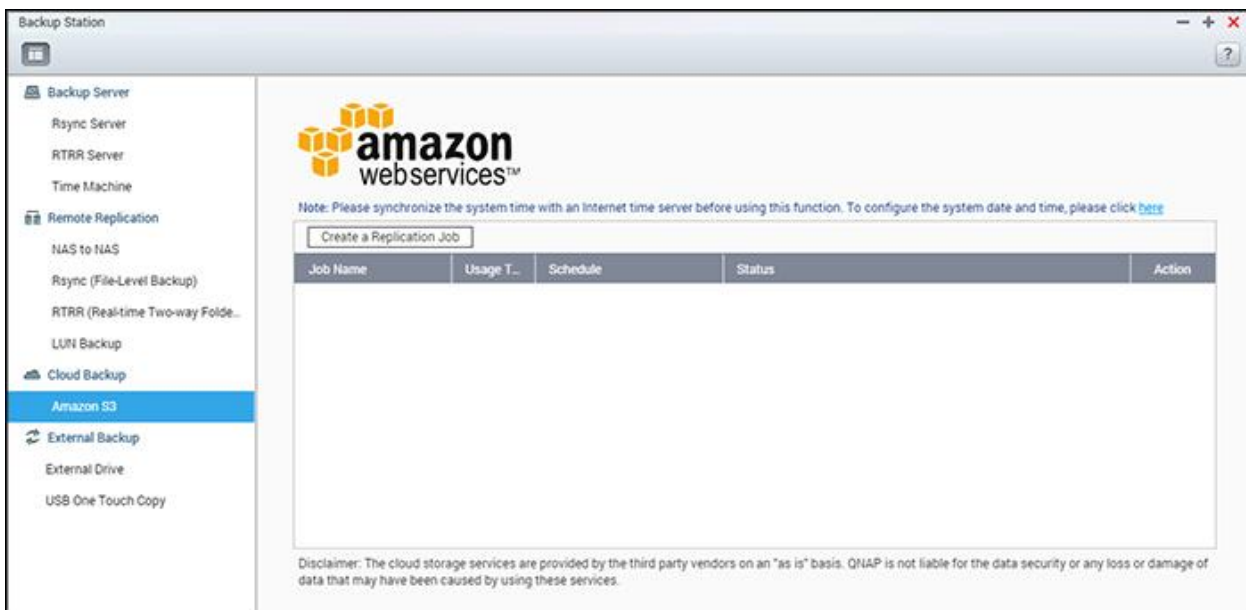 Backup Station
Backup Server
Rsync Server
RTRR Server
Time Machine
Remote Replication
NAS to NAS
Rsync (File-Level Backup)
RTRR (Real-time Two-way Folde...
LUN Backup
Cloud Backup
Amazon S3
External Backup
External Drive
USB One Touch Copy
?
amazon
webservices™
Note: Please synchronize the system time with an Internet time server before using this function. To configure the system date and time, please click here
Create a Replication Job
Job Name Usage T... Schedule Status Action
Disclaimer: The cloud storage services are provided by the third party vendors on an "as is" basis. QNAP is not liable for the data security or any loss or damage of
data that may have been caused by using these services.